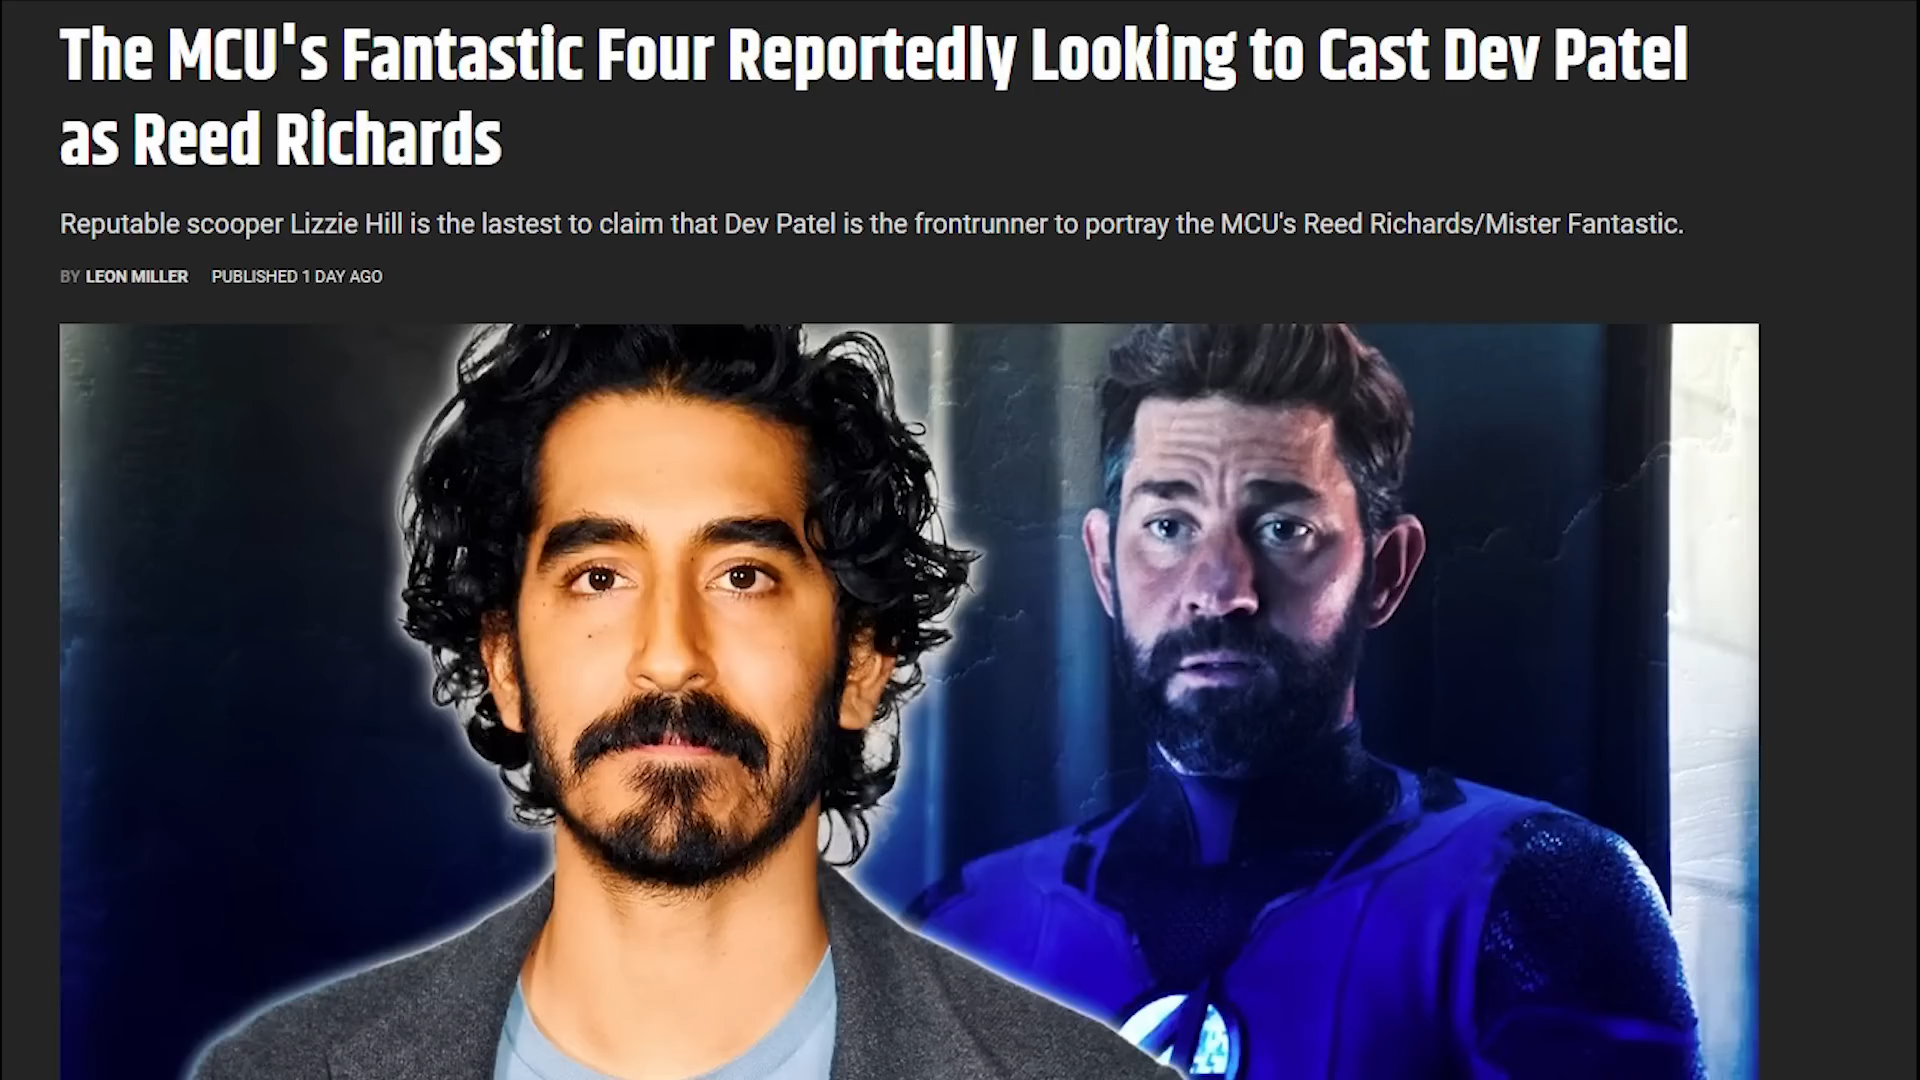 The MCU's Fantastic Four Reportedly Looking to Cast Dev Patel
as Reed Richards
Reputable scooper Lizzie Hill is the lastest to claim that Dev Patel is the frontrunner to portray the MCU's Reed Richards/Mister Fantastic.
BY LEON MILLER PUBLISHED 1 DAY AGO